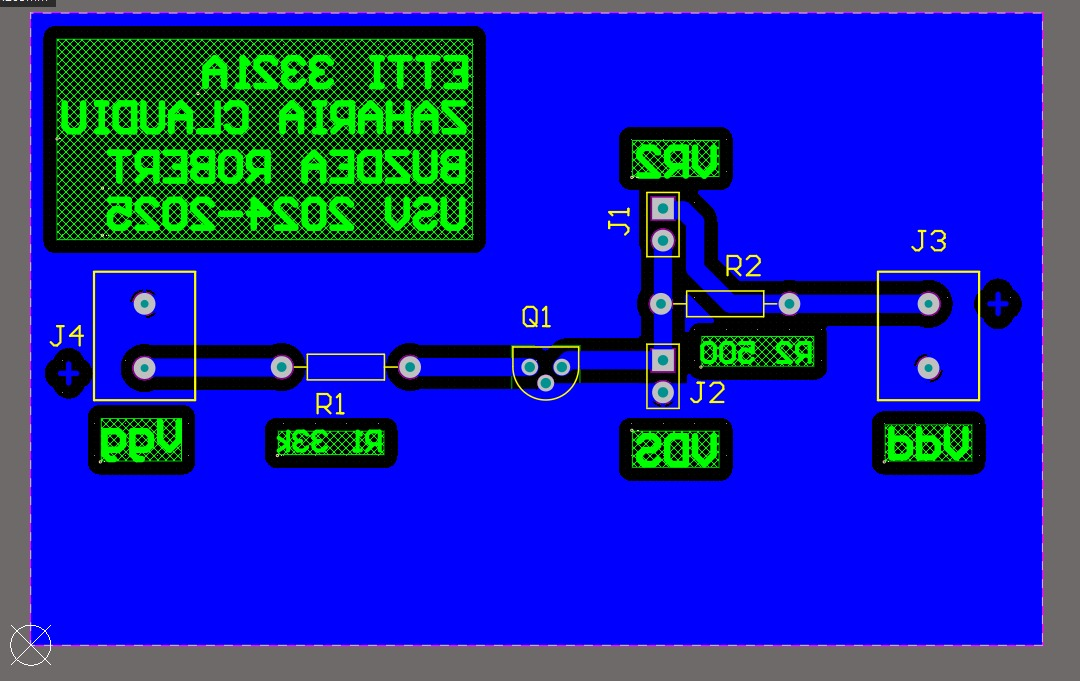 ETTI 3321A
ZAHARIA CLAUDIU
BUZDEA ROBERT
USV 2024-2025
VR2
J1
R2
J3
J4
Q1
R2 500
R1
J2
Vgg
R1 33k
VDS
Vdd